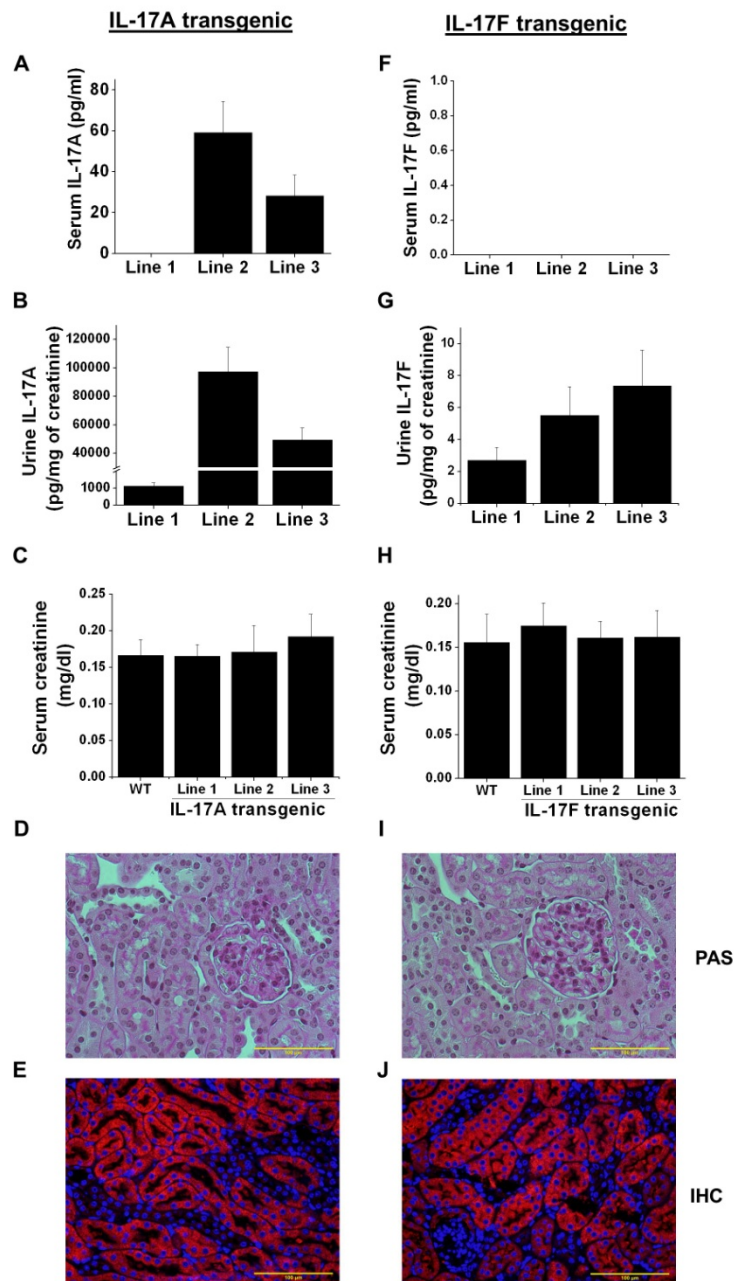 IL-17A transgenic
IL-17F transgenic
A
Serum IL-17A (pg/ml)
80
60
40
20
0
Line 1 Line 2 Line 3
F
Serum IL-17F (pg/ml)
1.0
0.8
0.6
0.4
0.2
0.0
Line 1 Line 2 Line 3
B
Urine IL-17A
(pg/mg of creatinine)
120000
100000
80000
60000
40000
1000
0
Line 1 Line 2 Line 3
G
Urine IL-17F
(pg/mg of creatinine)
8
6
4
2
0
Line 1 Line 2 Line 3
C
Serum creatinine
(mg/dl)
0.20
0.15
0.10
0.05
0.00
WT Line 1 Line 2 Line 3
IL-17A transgenic
H
Serum creatinine
(mg/dl)
0.20
0.15
0.10
0.05
0.00
WT Line 1 Line 2 Line 3
IL-17F transgenic
D
I
PAS
E
100 µm
J
100 µm
IHC